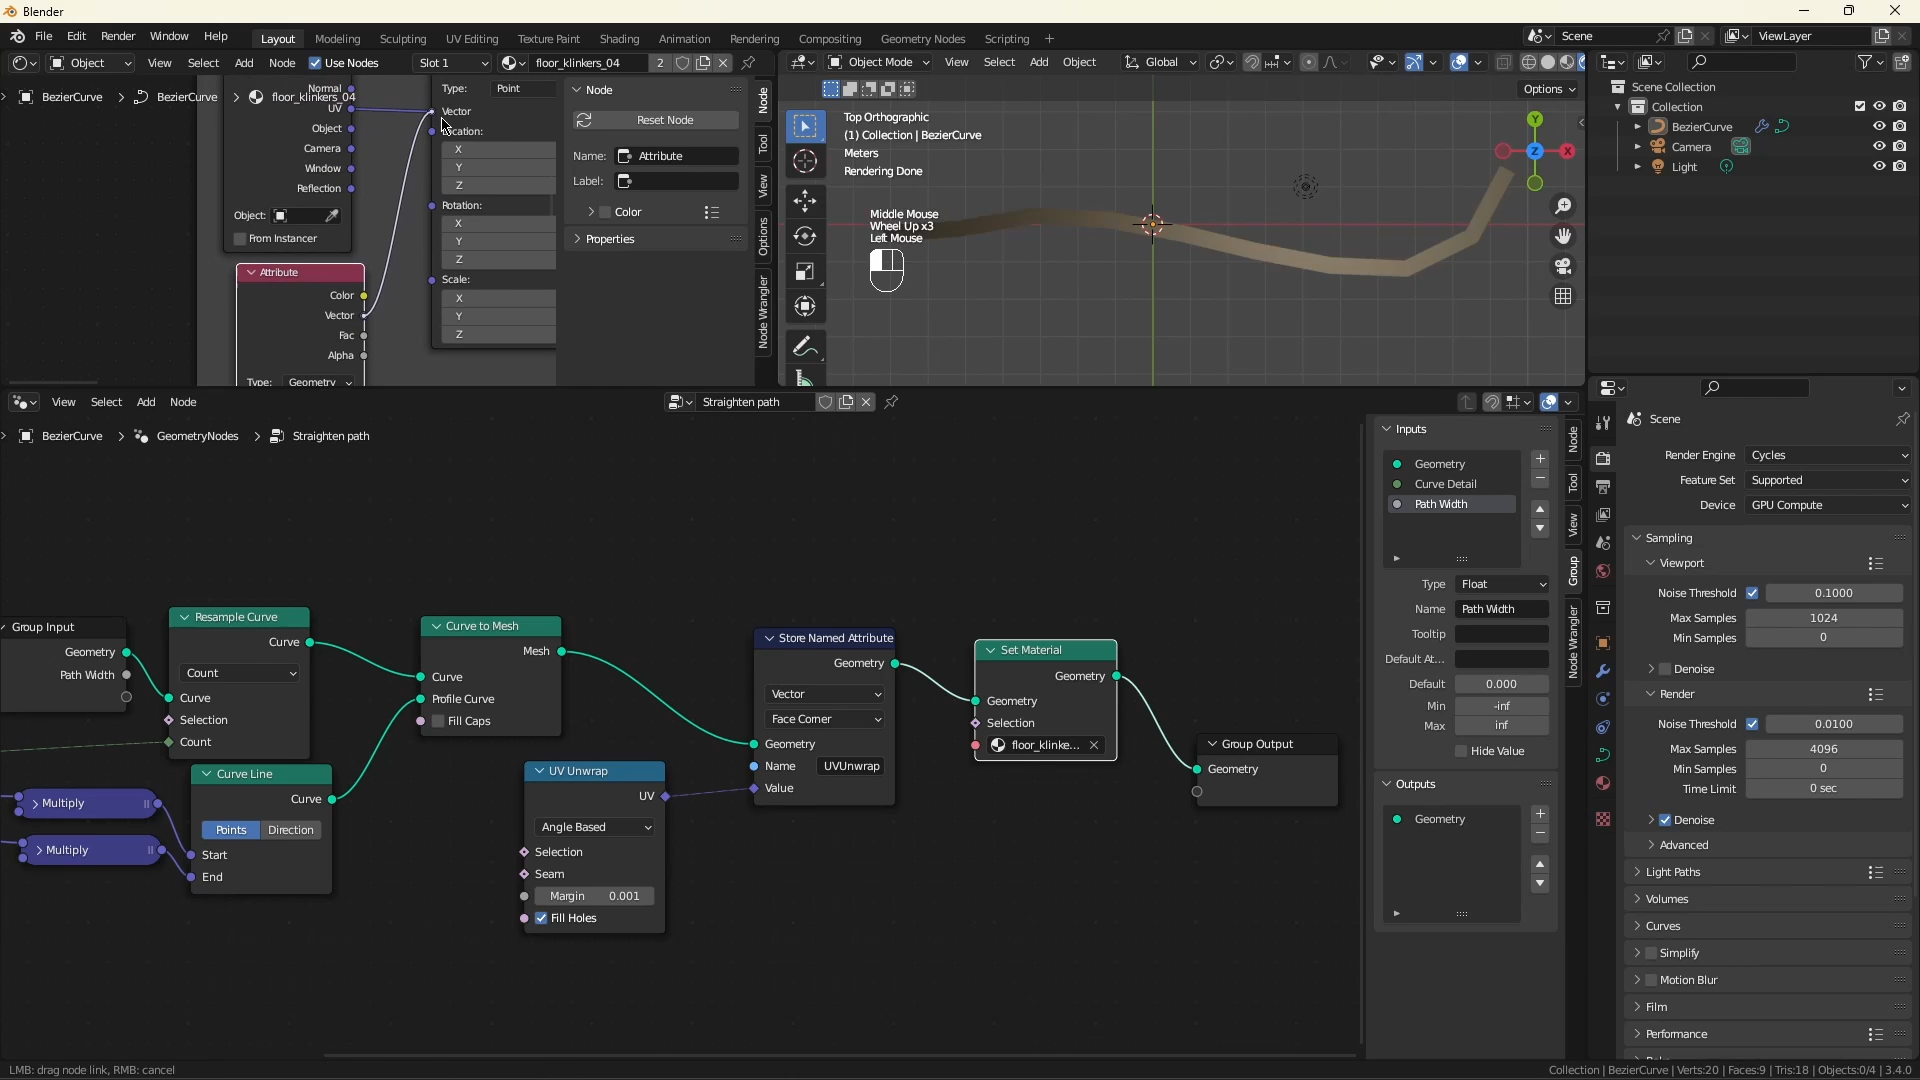 Blender
File Edit Render Window Help Layout Modeling Sculpting UV Editing Texture Paint Shading Animation Rendering Compositing Geometry Nodes Scripting + Scene ViewLayer
Object View Select Add Node Use Nodes Slot 1 floor_klinkers_04 2
Object Mode View Select Add Object Global
Options
> BezierCurve > BezierCurve > floor_klinkers_04
Normal
UV
Object
Camera
Window
Reflection
Object:
From Instancer
Attribute
Color
Vector
Fac
Alpha
Type: Geometry
Type: Point
Vector
Location:
X
Y
Z
Rotation:
X
Y
Z
Scale:
X
Y
Z
Node
Reset Node
Name: Attribute
Label:
Color
Properties
Node
Tool
View
Options
Node Wrangler
Top Orthographic
(1) Collection | BezierCurve
Meters
Rendering Done
Middle Mouse
Wheel Up x3
Left Mouse
Y
Z
X
Scene Collection
Collection
BezierCurve
Camera
Light
View Select Add Node Straighten path
> BezierCurve > GeometryNodes > Straighten path
Group Input
Geometry
Path Width
Resample Curve
Curve
Count
Curve
Selection
Count
Multiply
Multiply
Curve Line
Curve
Points Direction
Start
End
Curve to Mesh
Mesh
Curve
Profile Curve
Fill Caps
UV Unwrap
UV
Angle Based
Selection
Seam
Margin 0.001
Fill Holes
Store Named Attribute
Geometry
Vector
Face Corner
Geometry
Name UVUnwrap
Value
Set Material
Geometry
Geometry
Selection
floor_klinke...
Group Output
Geometry
Inputs
Geometry
Curve Detail
Path Width
Type Float
Name Path Width
Tooltip
Default At...
Default 0.000
Min -inf
Max inf
Hide Value
Outputs
Geometry
Node
Tool
View
Group
Node Wrangler
Scene
Render Engine Cycles
Feature Set Supported
Device GPU Compute
Sampling
Viewport
Noise Threshold 0.1000
Max Samples 1024
Min Samples 0
Denoise
Render
Noise Threshold 0.0100
Max Samples 4096
Min Samples 0
Time Limit 0 sec
Denoise
Advanced
Light Paths
Volumes
Curves
Simplify
Motion Blur
Film
Performance
LMB: drag node link, RMB: cancel
Collection | BezierCurve | Verts:20 | Faces:9 | Tris:18 | Objects:0/4 | 3.4.0